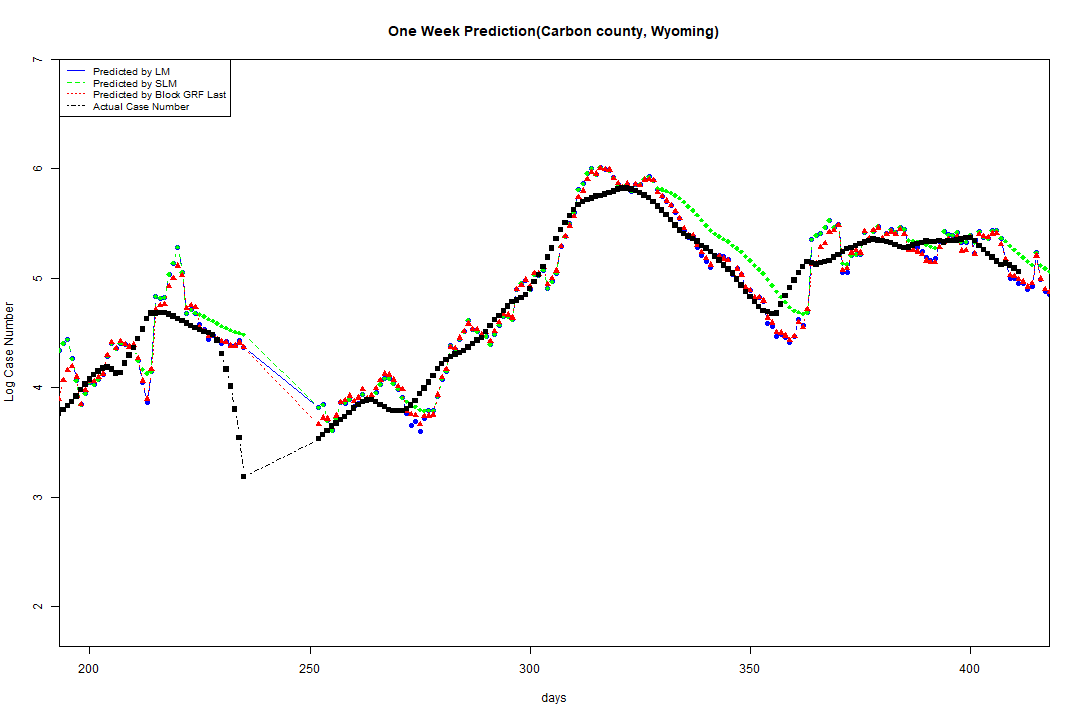 One Week Prediction(Carbon county, Wyoming)
Predicted by LM
Predicted by SLM
Predicted by Block GRF Last
Actual Case Number
7
6
5
4
3
2
Log Case Number
200 250 300 350 400
days